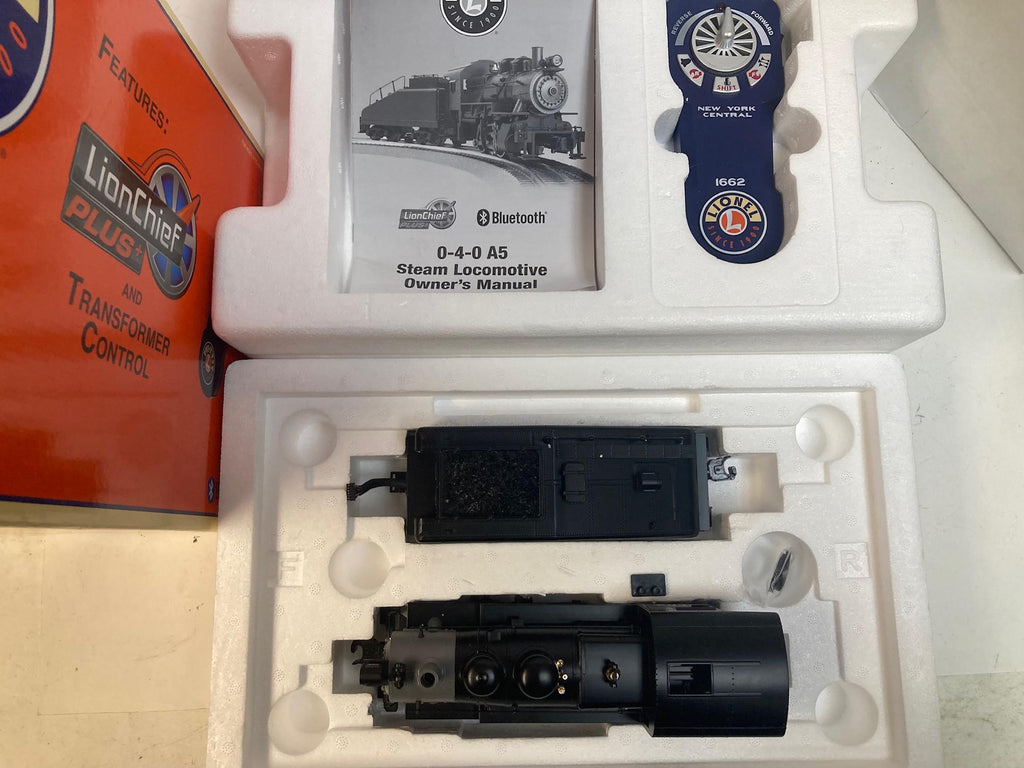 FEATURES:
LIONCHIEF
PLUS
AND
TRANSFORMER
CONTROL
L
SINCE 1900
LionChief
PLUS
Bluetooth®
0-4-0 A5
Steam Locomotive
Owner's Manual
REVERSE
FORWARD
SHIFT
NEW YORK
CENTRAL
1662
LIONEL
L
SINCE 1900
F
R